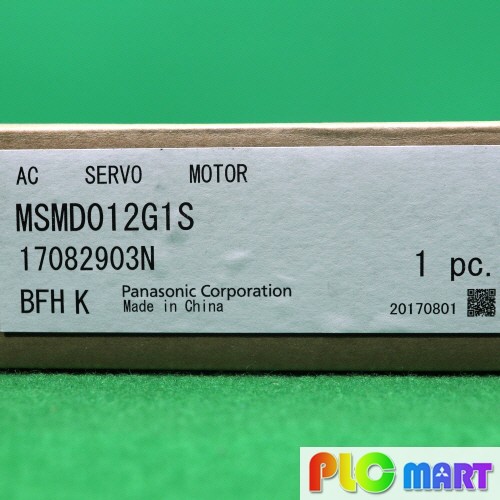 AC SERVO MOTOR
MSMD012G1S
17082903N
1 pc.
BFH K Panasonic Corporation
Made in China
20170801
PLC MART